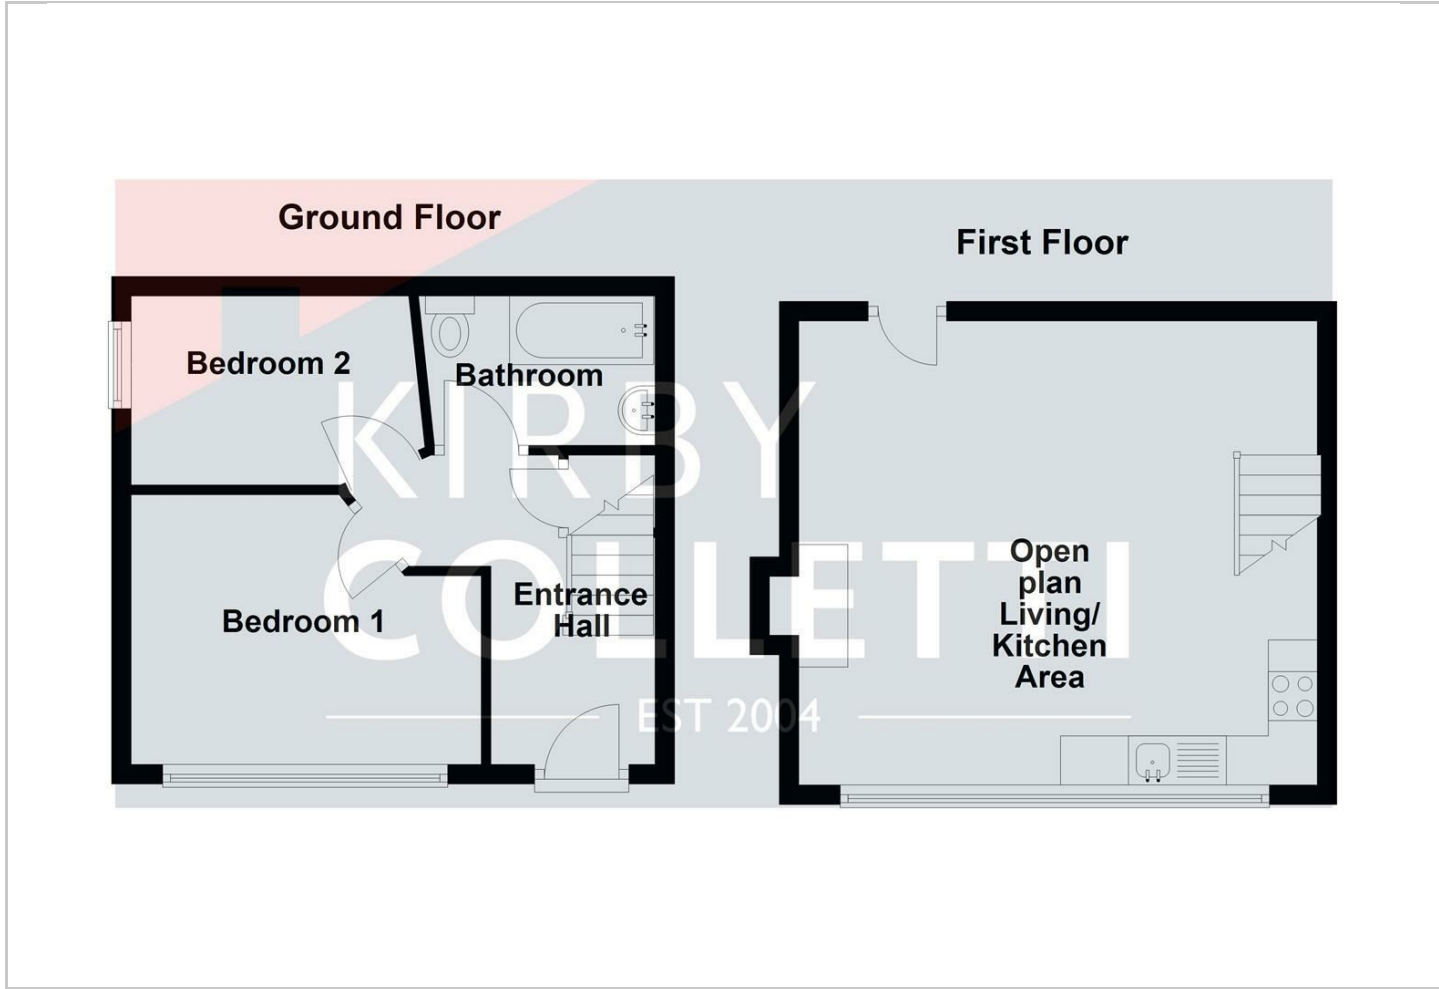 Ground Floor
First Floor
Bedroom 2
Bathroom
KIRBY
COLLETTI
Open
plan
Living/
Kitchen
Area
Entrance
Hall
Bedroom 1
EST 2004